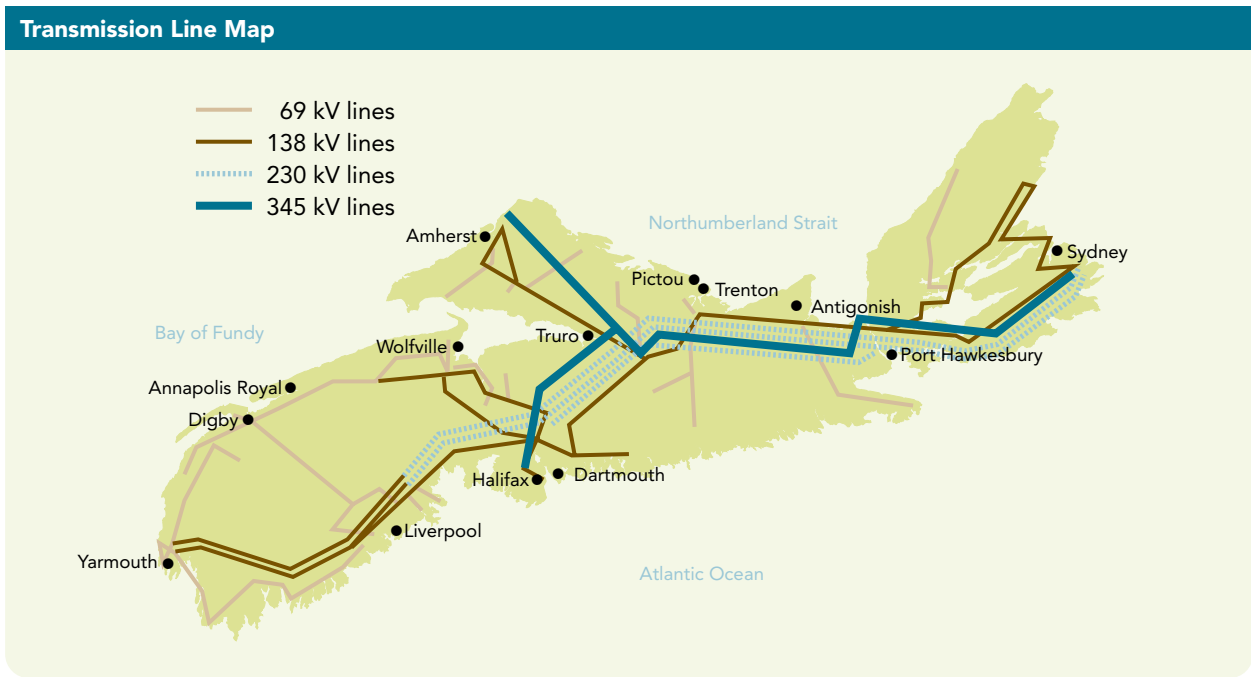 Transmission Line Map
69 kV lines
138 kV lines
230 kV lines
345 kV lines
Northumberland Strait
Amherst
Sydney
Pictou
Trenton
Antigonish
Bay of Fundy
Truro
Wolfville
Port Hawkesbury
Annapolis Royal
Digby
Halifax
Dartmouth
Liverpool
Yarmouth
Atlantic Ocean